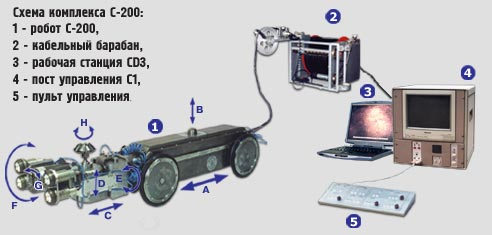 Схема комплекса С-200:
1 - робот С-200,
2 - кабельный барабан,
3 - рабочая станция CD3,
4 - пост управления С1,
5 - пульт управления.
2
3
4
H
1
B
G
D
E
A
F
C
5